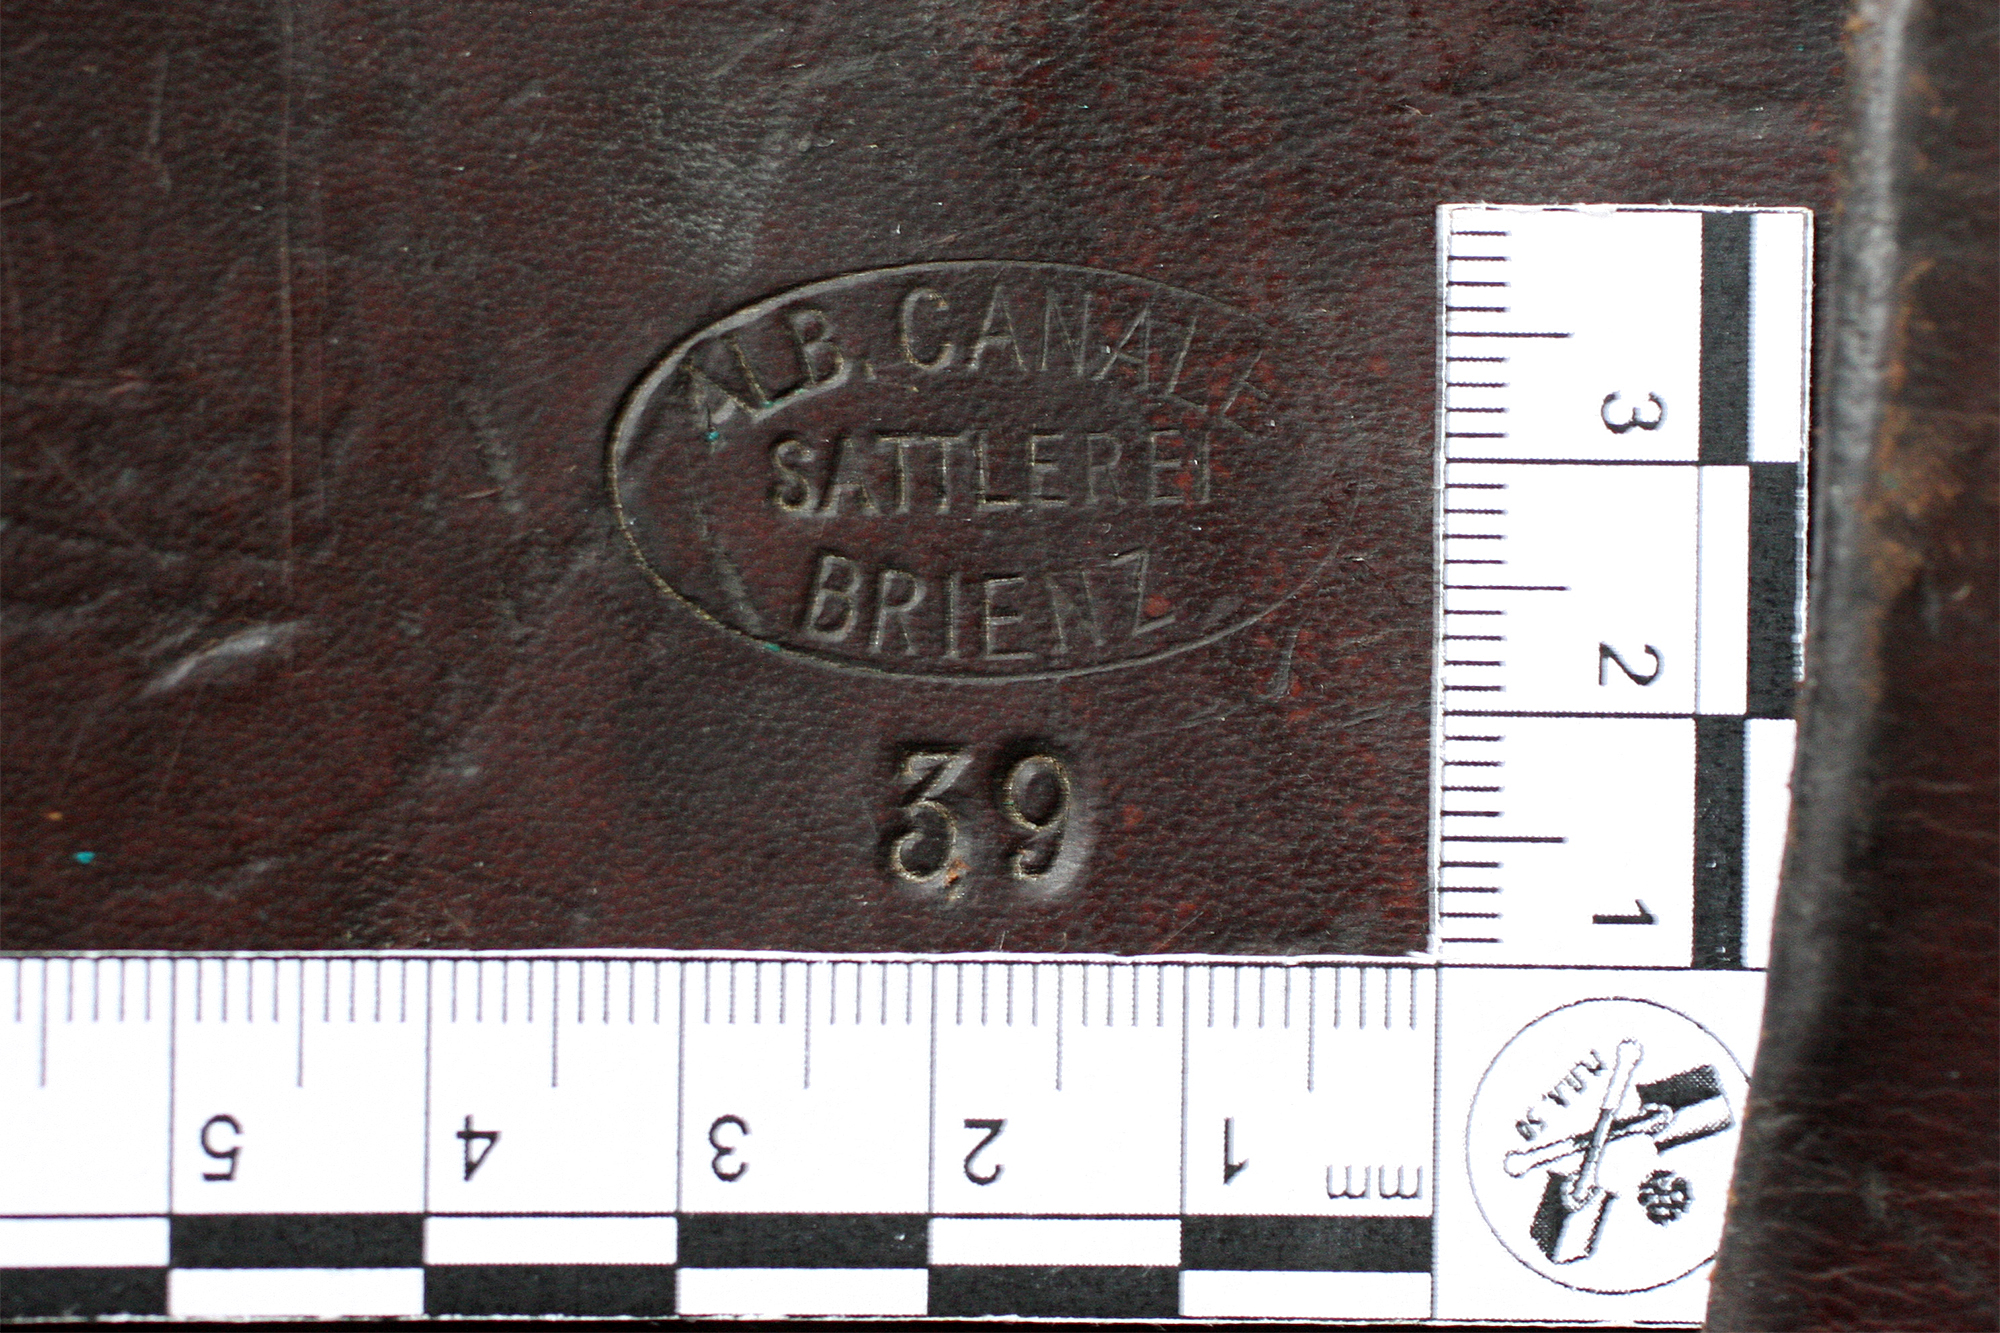 ALB. CANALE
SATTLEREI
BRIENZ
39
3
2
1
5 4 3 2 1 mm